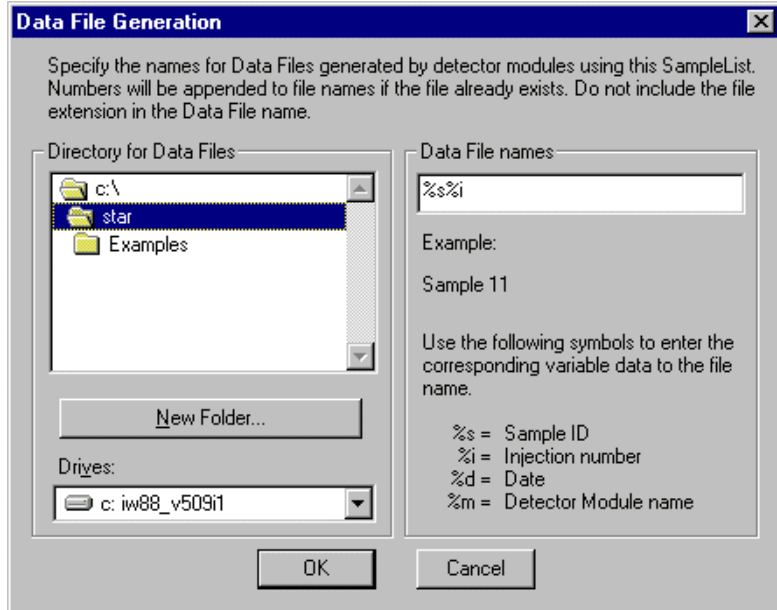 Data File Generation
Specify the names for Data Files generated by detector modules using this SampleList.
Numbers will be appended to file names if the file already exists. Do not include the file
extension in the Data File name.
Directory for Data Files
c:\
star
Examples
New Folder...
Drives:
c: iw88_v509i1
Data File names
%s%i
Example:
Sample 11
Use the following symbols to enter the
corresponding variable data to the file
name.
%s = Sample ID
%i = Injection number
%d = Date
%m = Detector Module name
OK
Cancel